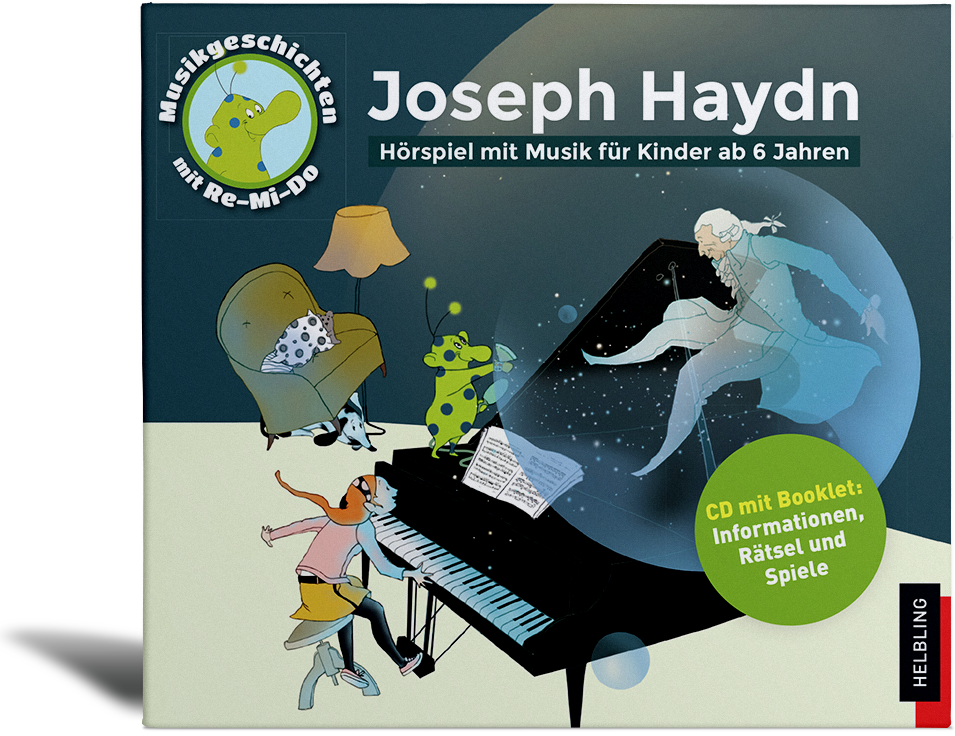 Musikgeschichten
mit Re-Mi-Do
Joseph Haydn
Hörspiel mit Musik für Kinder ab 6 Jahren
CD mit Booklet:
Informationen,
Rätsel und
Spiele
HELBLING